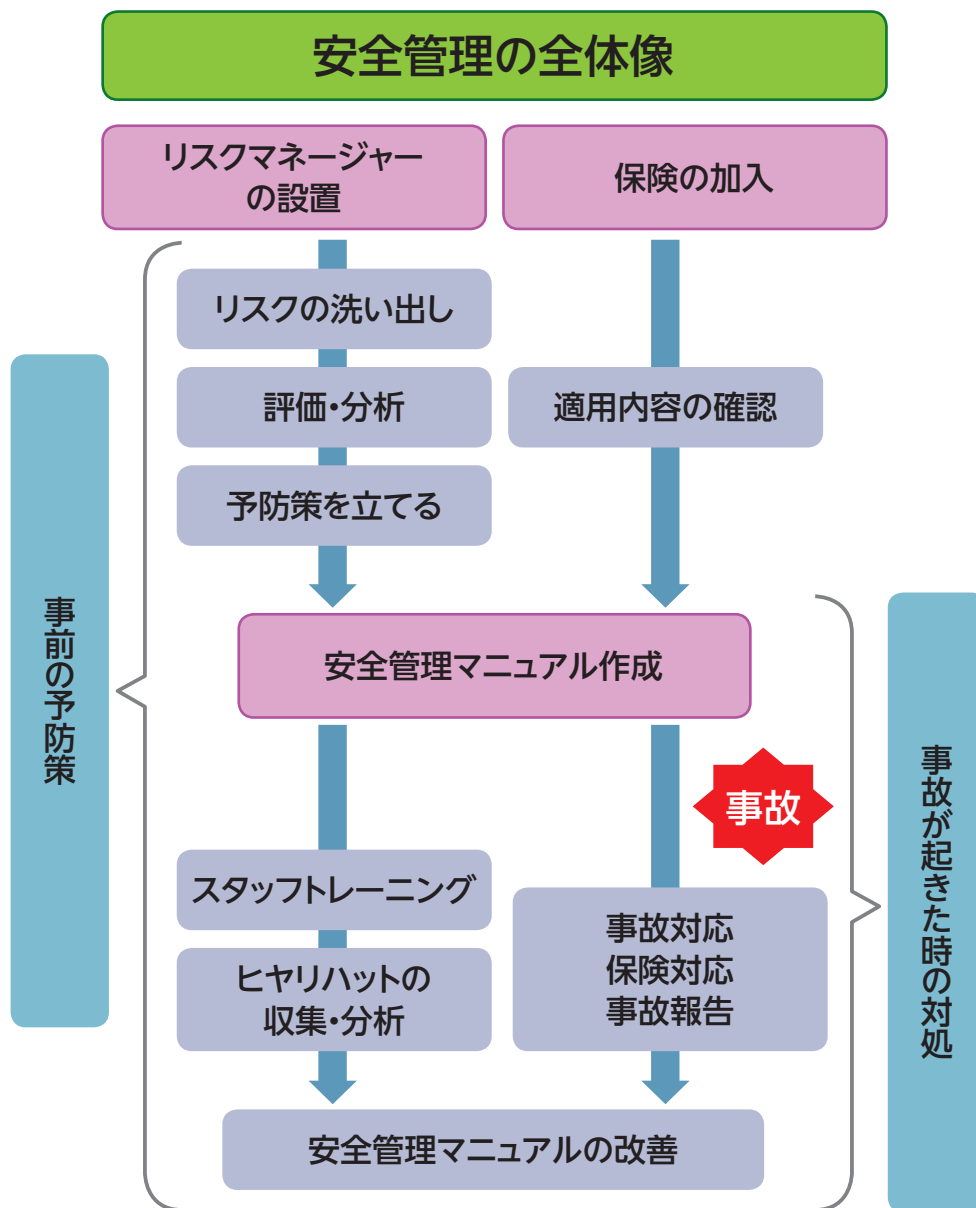 安全管理の全体像
リスクマネージャー
の設置
保険の加入
リスクの洗い出し
評価・分析
適用内容の確認
予防策を立てる
事前の予防策
安全管理マニュアル作成
事故
事故が起きた時の対処
スタッフトレーニング
ヒヤリハットの
収集・分析
事故対応
保険対応
事故報告
安全管理マニュアルの改善